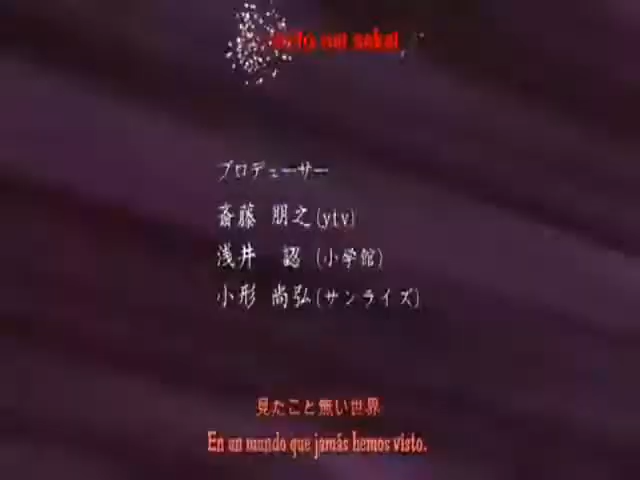 nai sekai
プロデューサー
斎藤 朋之(ytv)
浅井 認 (小学館)
小形 尚弘(サンライズ)
見たこと無い世界
En un mundo que jamás hemos visto.